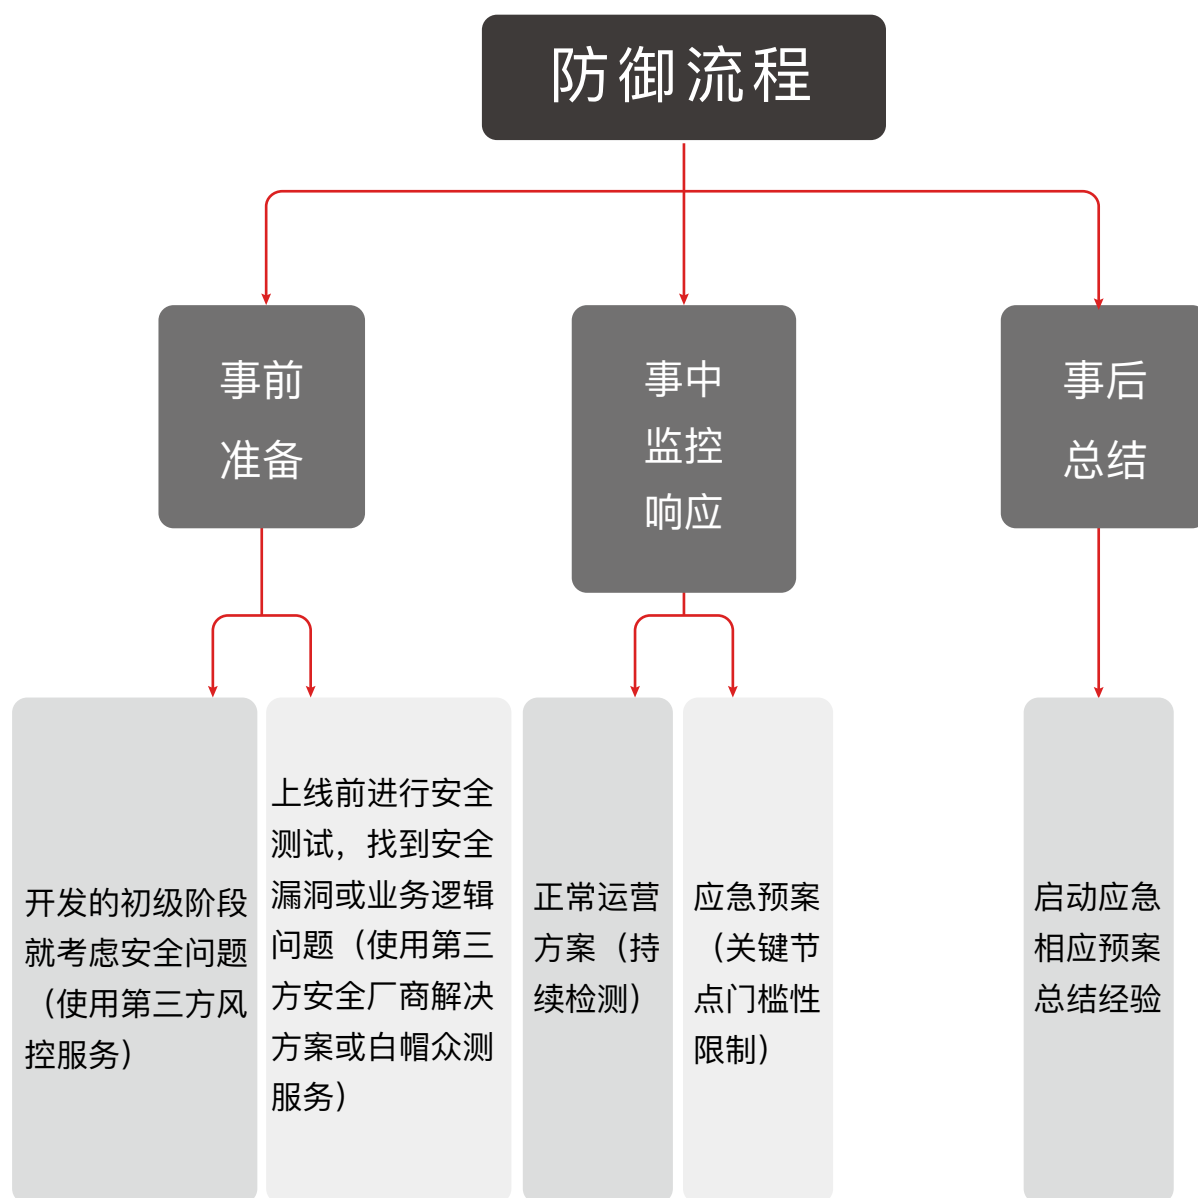 防御流程
事前
准备
事中
监控
响应
事后
总结
开发的初级阶段
就考虑安全问题
（使用第三方风
控服务）
上线前进行安全
测试，找到安全
漏洞或业务逻辑
问题（使用第三
方安全厂商解决
方案或白帽众测
服务）
正常运营
方案（持
续检测）
应急预案
（关键节
点门槛性
限制）
启动应急
相应预案
总结经验